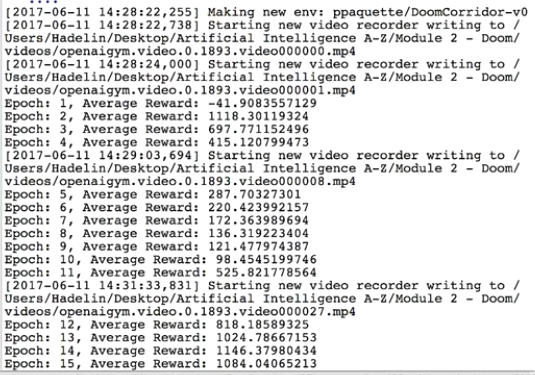 [2017-06-11 14:28:22,255] Making new env: ppaquette/DoomCorridor-v0
[2017-06-11 14:28:22,738] Starting new video recorder writing to /
Users/Hadelin/Desktop/Artificial Intelligence A-Z/Module 2 - Doom/
videos/openaigym.video.0.1893.video000000.mp4
[2017-06-11 14:28:24,000] Starting new video recorder writing to /
Users/Hadelin/Desktop/Artificial Intelligence A-Z/Module 2 - Doom/
videos/openaigym.video.0.1893.video000001.mp4
Epoch: 1, Average Reward: -41.9083557129
Epoch: 2, Average Reward: 1118.30119324
Epoch: 3, Average Reward: 697.771152496
Epoch: 4, Average Reward: 415.120799473
[2017-06-11 14:29:03,694] Starting new video recorder writing to /
Users/Hadelin/Desktop/Artificial Intelligence A-Z/Module 2 - Doom/
videos/openaigym.video.0.1893.video000008.mp4
Epoch: 5, Average Reward: 287.70327301
Epoch: 6, Average Reward: 220.423992157
Epoch: 7, Average Reward: 172.363989694
Epoch: 8, Average Reward: 136.319223404
Epoch: 9, Average Reward: 121.477974387
Epoch: 10, Average Reward: 98.4545199746
Epoch: 11, Average Reward: 525.821778564
[2017-06-11 14:31:33,831] Starting new video recorder writing to /
Users/Hadelin/Desktop/Artificial Intelligence A-Z/Module 2 - Doom/
videos/openaigym.video.0.1893.video000027.mp4
Epoch: 12, Average Reward: 818.18589325
Epoch: 13, Average Reward: 1024.78667153
Epoch: 14, Average Reward: 1146.37980434
Epoch: 15, Average Reward: 1084.04065213